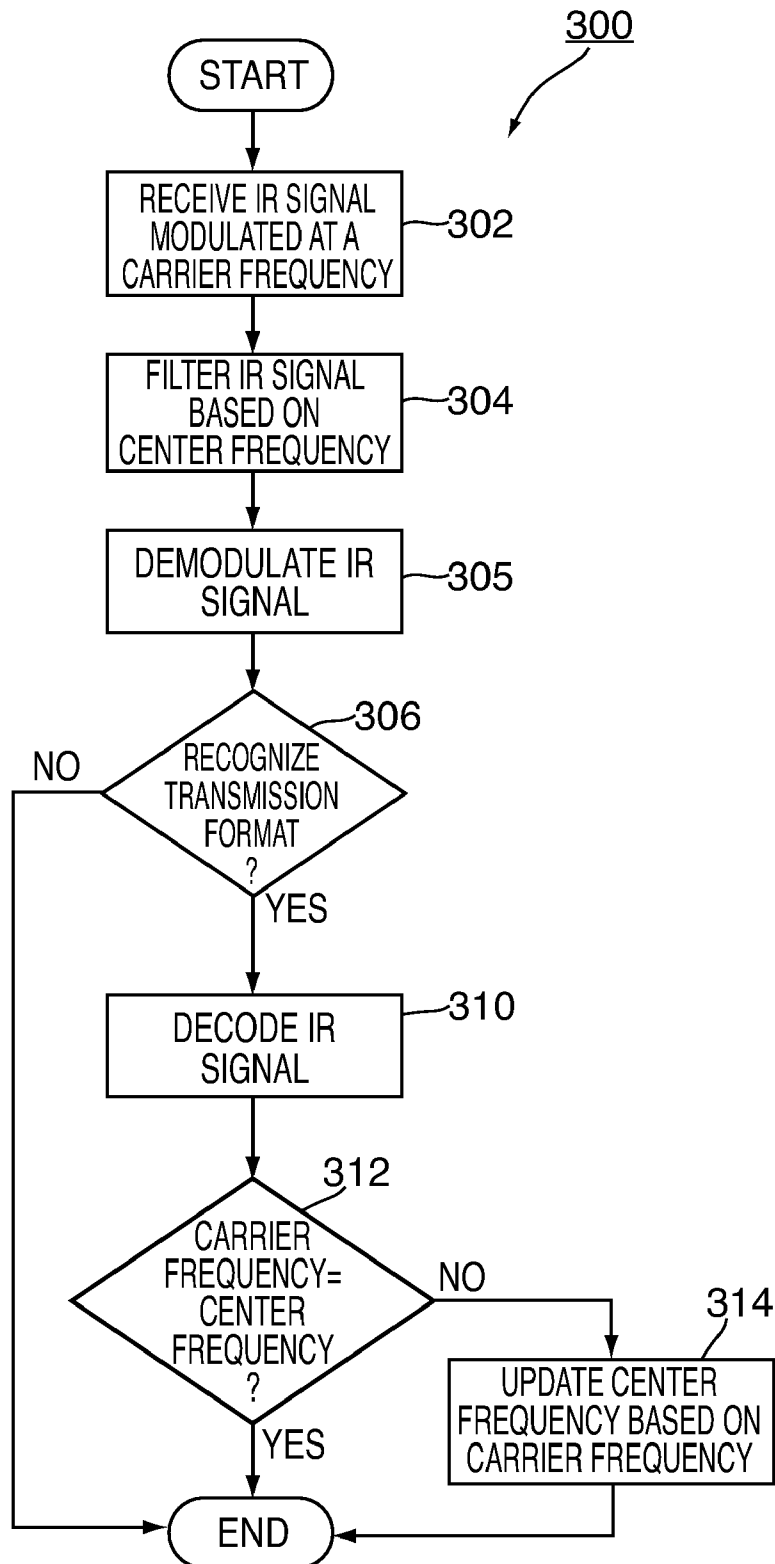 300
START
RECEIVE IR SIGNAL
MODULATED AT A
CARRIER FREQUENCY
302
FILTER IR SIGNAL
BASED ON
CENTER FREQUENCY
304
DEMODULATE IR
SIGNAL
305
306
RECOGNIZE
TRANSMISSION
FORMAT
?
NO
YES
DECODE IR
SIGNAL
310
312
CARRIER
FREQUENCY=
CENTER
FREQUENCY
?
NO
YES
314
UPDATE CENTER
FREQUENCY BASED ON
CARRIER FREQUENCY
END